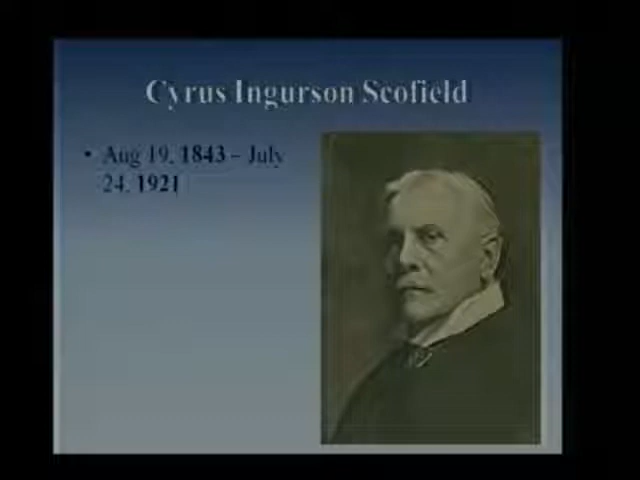 Cyrus Ingurson Scofield
• Aug 19, 1843 – July
24, 1921